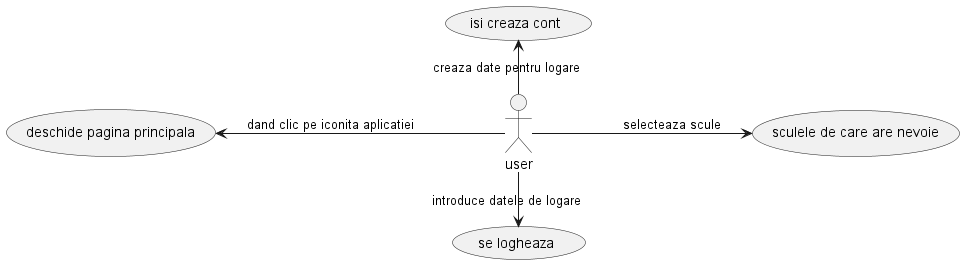 isi creaza cont
creaza date pentru logare
deschide pagina principala
dand clic pe iconita aplicatiei
selecteaza scule
sculele de care are nevoie
user
introduce datele de logare
se logheaza